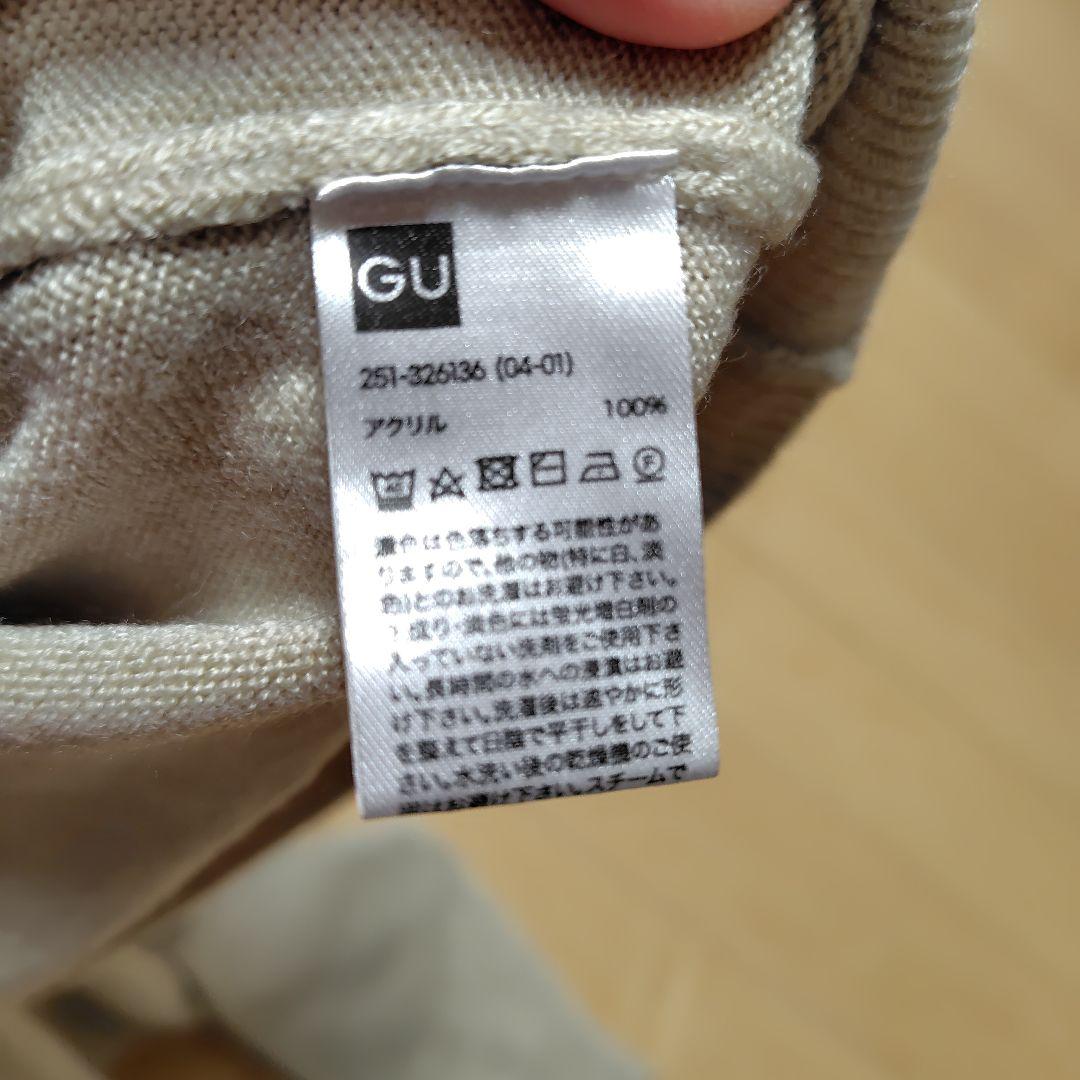 GU
251-326136 (04-01)
アクリル 100%
濃色は色落ちする可能性があ
りますので、他の物(特に白、淡
色)とのお洗濯はお避け下さい。
成り・淡色には蛍光増白剤の
入っていない洗剤をご使用下さ
い。長時間の水への浸漬はお避
け下さい。洗濯後は速やかに形
を整えて日陰で平干しをして下
さい。水洗い後の乾燥機のご使
はお避け下さい。スチームで